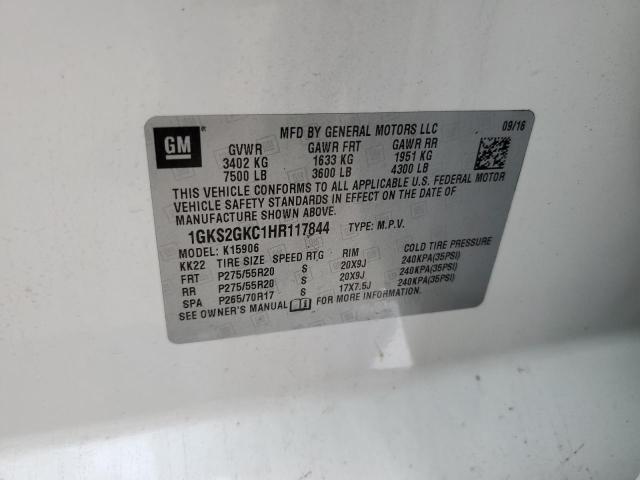 GM
MFD BY GENERAL MOTORS LLC 09/16
GVWR GAWR FRT GAWR RR
3402 KG 1633 KG 1951 KG
7500 LB 3600 LB 4300 LB
THIS VEHICLE CONFORMS TO ALL APPLICABLE U.S. FEDERAL MOTOR
VEHICLE SAFETY STANDARDS IN EFFECT ON THE DATE OF
MANUFACTURE SHOWN ABOVE.
1GKS2GKC1HR117844 TYPE: M.P.V.
MODEL: K15906
KK22 TIRE SIZE SPEED RTG RIM COLD TIRE PRESSURE
FRT P275/55R20 S 20X9J 240KPA(35PSI)
RR P275/55R20 S 20X9J 240KPA(35PSI)
SPA P265/70R17 S 17X7.5J 240KPA(35PSI)
SEE OWNER'S MANUAL FOR MORE INFORMATION.